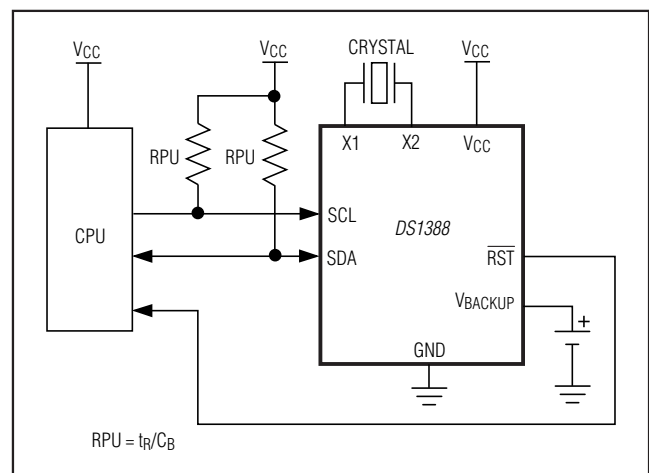 VCC VCC CRYSTAL VCC
X1 X2 VCC
RPU RPU
SCL
CPU DS1388
SDA RST
VBACKUP
+
GND
RPU = tR/CB